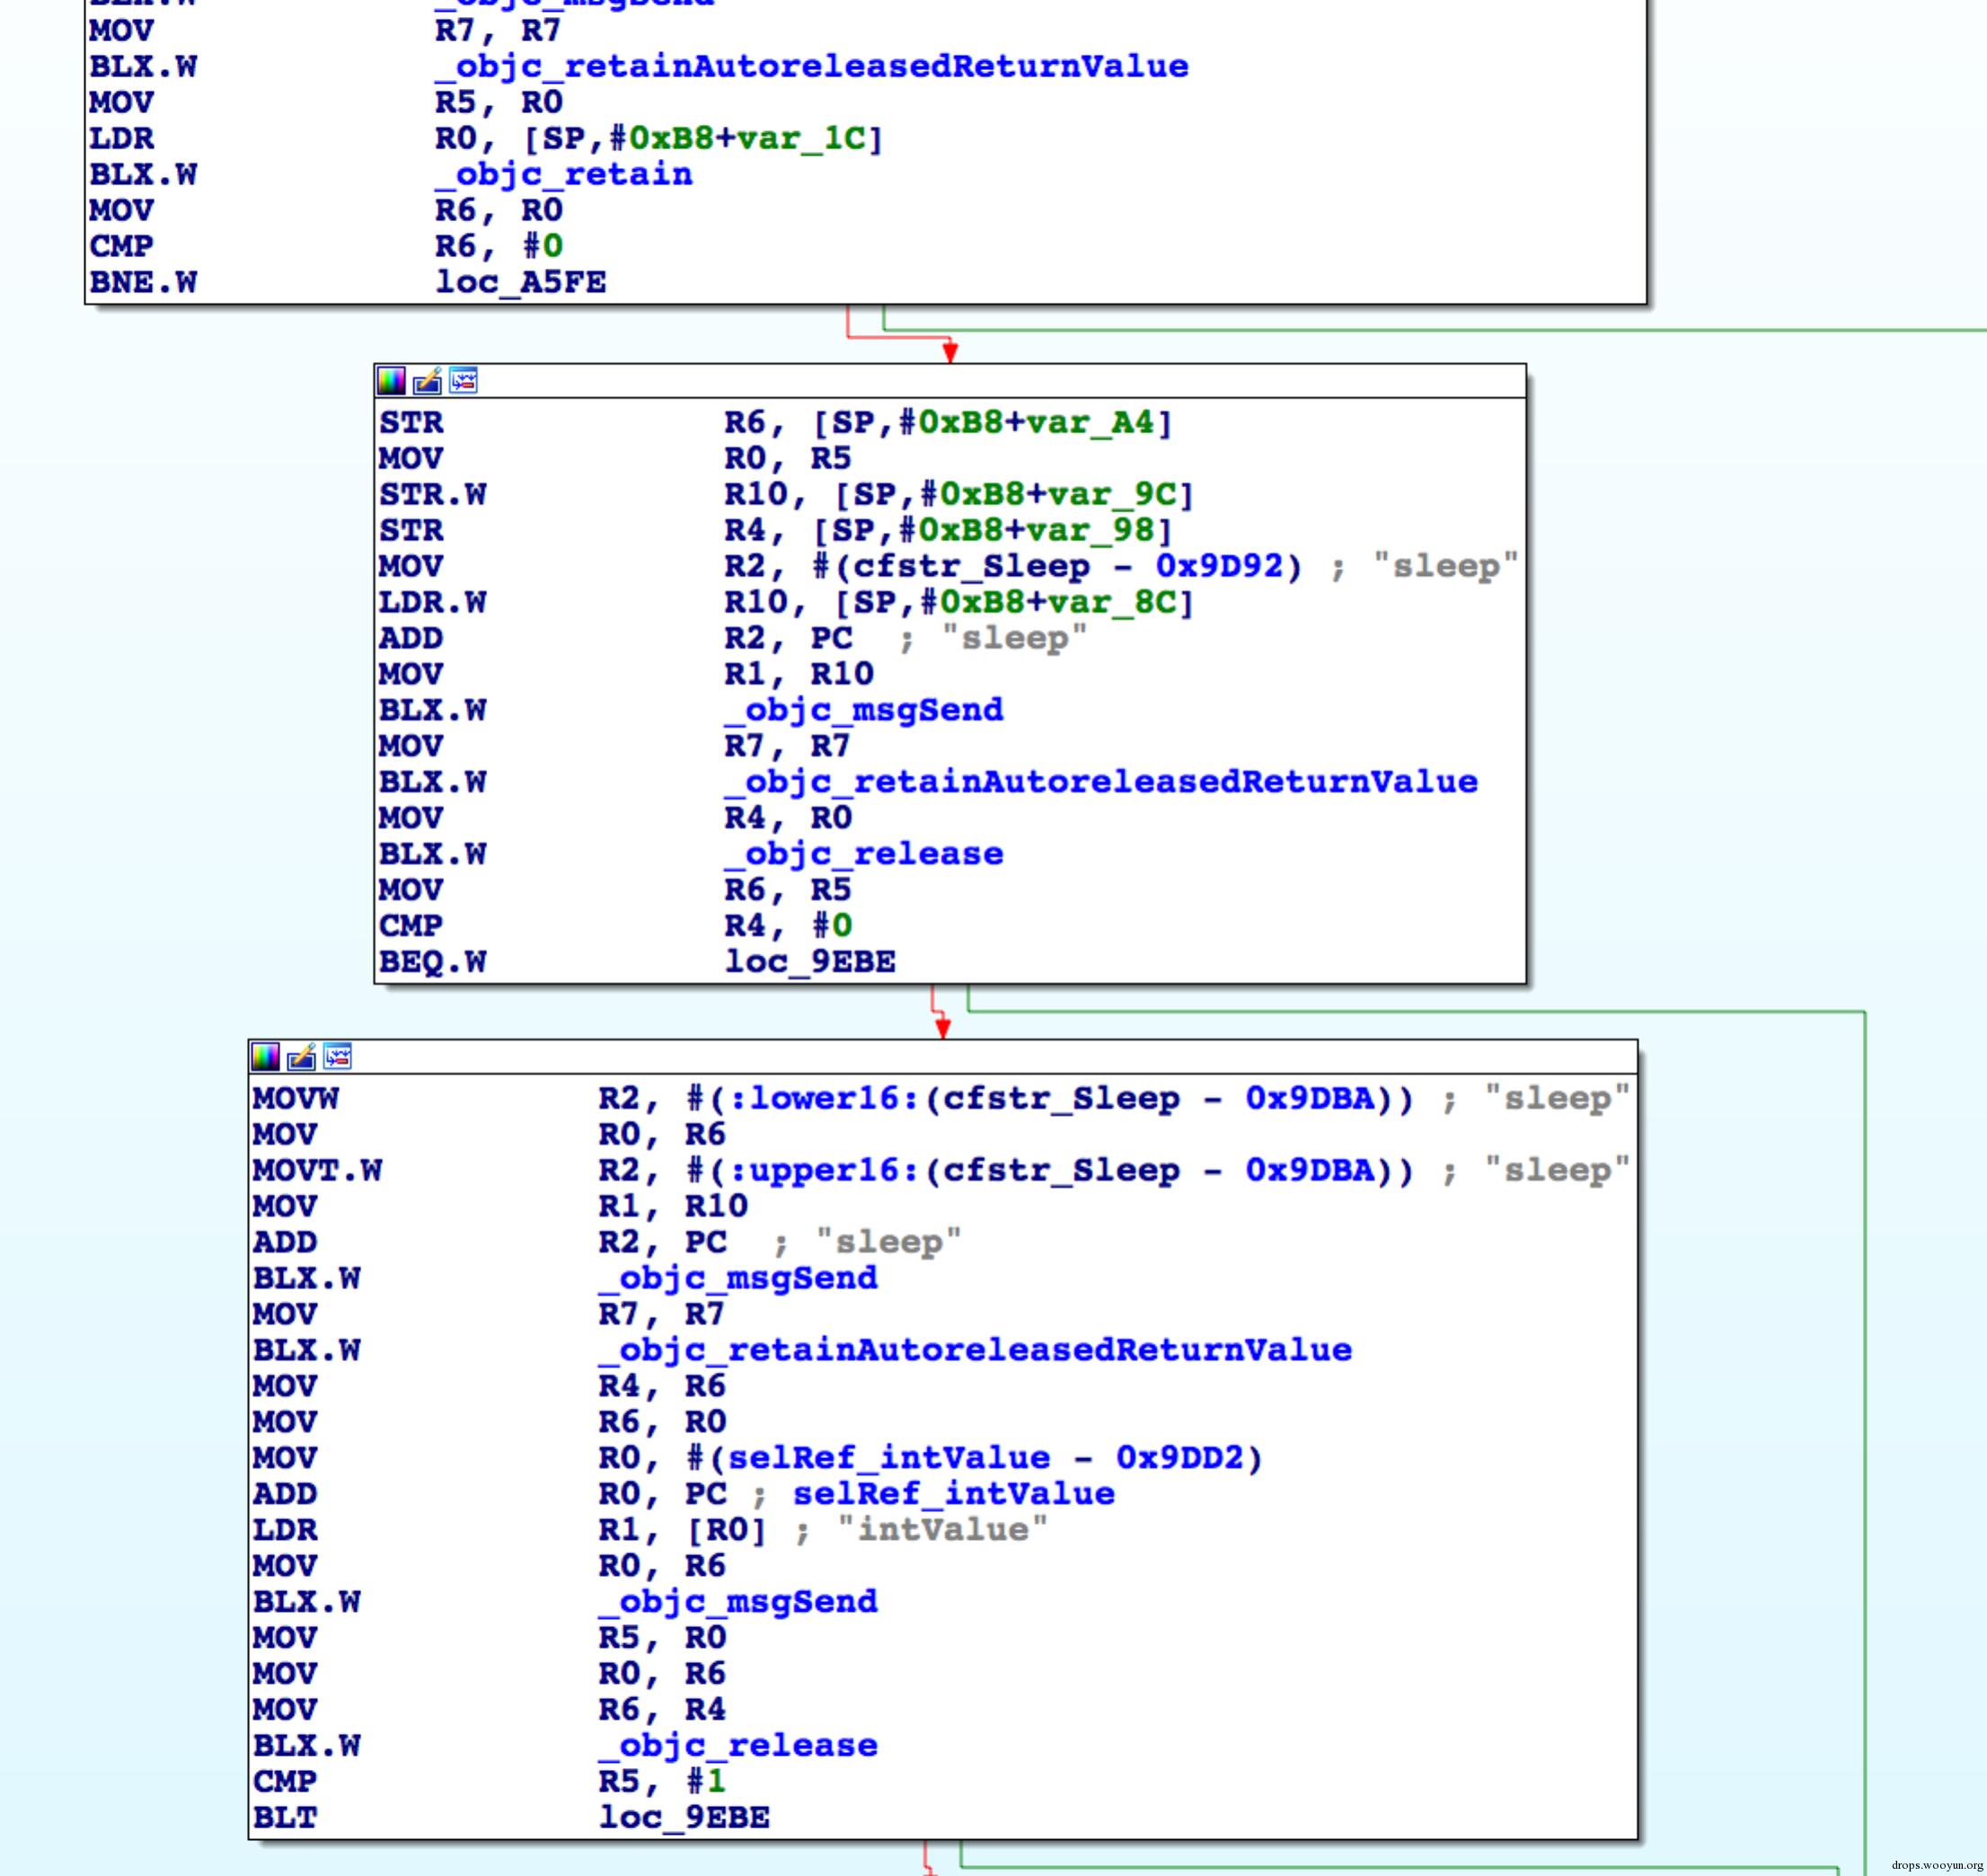 BLX.W _objc_msgSend
MOV R7, R7
BLX.W _objc_retainAutoreleasedReturnValue
MOV R5, R0
LDR R0, [SP,#0xB8+var_1C]
BLX.W _objc_retain
MOV R6, R0
CMP R6, #0
BNE.W loc_A5FE
STR R6, [SP,#0xB8+var_A4]
MOV R0, R5
STR.W R10, [SP,#0xB8+var_9C]
STR R4, [SP,#0xB8+var_98]
MOV R2, #(cfstr_Sleep - 0x9D92) ; "sleep"
LDR.W R10, [SP,#0xB8+var_8C]
ADD R2, PC ; "sleep"
MOV R1, R10
BLX.W _objc_msgSend
MOV R7, R7
BLX.W _objc_retainAutoreleasedReturnValue
MOV R4, R0
BLX.W _objc_release
MOV R6, R5
CMP R4, #0
BEQ.W loc_9EBE
MOVW R2, #(:lower16:(cfstr_Sleep - 0x9DBA)) ; "sleep"
MOV R0, R6
MOVT.W R2, #(:upper16:(cfstr_Sleep - 0x9DBA)) ; "sleep"
MOV R1, R10
ADD R2, PC ; "sleep"
BLX.W _objc_msgSend
MOV R7, R7
BLX.W _objc_retainAutoreleasedReturnValue
MOV R4, R6
MOV R6, R0
MOV R0, #(selRef_intValue - 0x9DD2)
ADD R0, PC ; selRef_intValue
LDR R1, [R0] ; "intValue"
MOV R0, R6
BLX.W _objc_msgSend
MOV R5, R0
MOV R0, R6
MOV R6, R4
BLX.W _objc_release
CMP R5, #1
BLT loc_9EBE
drops.wooyun.org